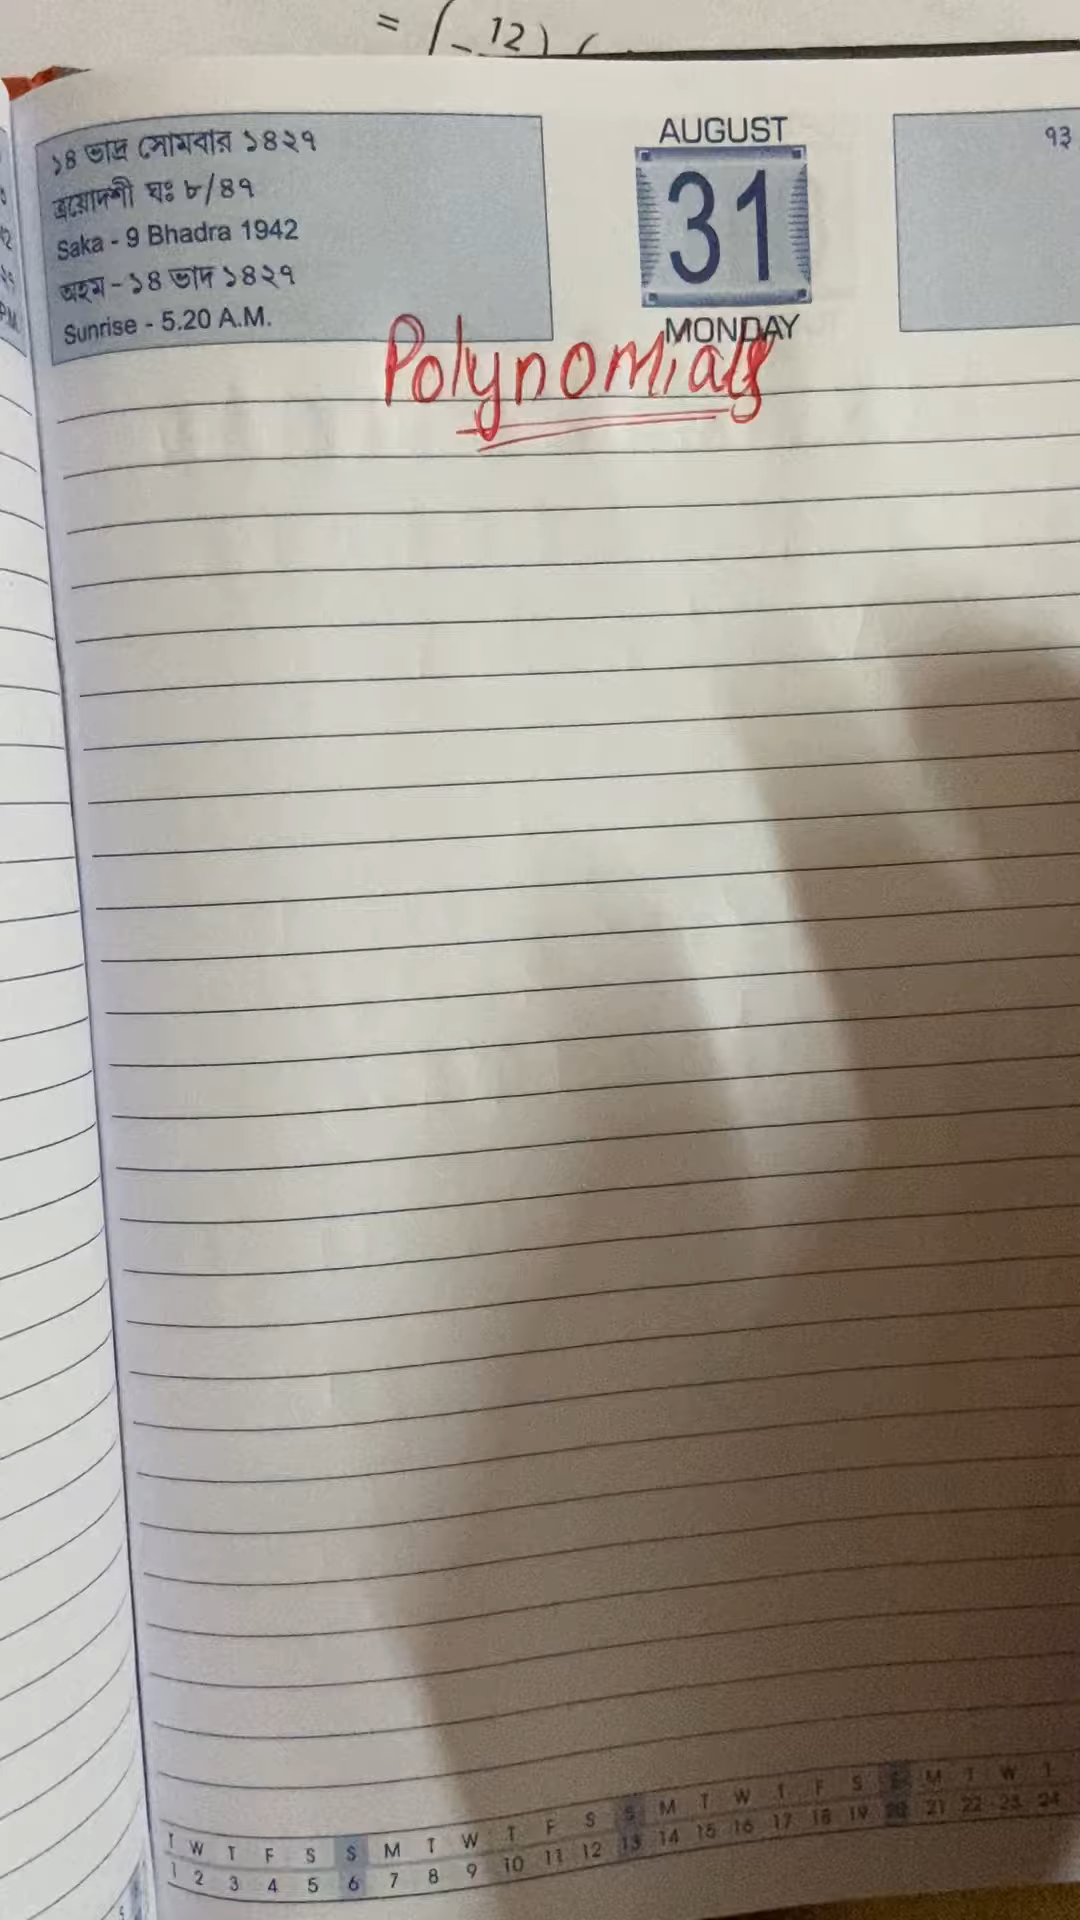 = ( 12 ) (
১৪ ভাদ্র সোমবার ১৪২৭
ত্রয়োদশী ঘঃ ৮/৪৭
Saka - 9 Bhadra 1942
অহম - ১৪ ভাদ ১৪২৭
Sunrise - 5.20 A.M.
AUGUST
31
MONDAY
১৩
Polynomials
T W T F S S M T W T F S S M T W T F S S M T W T
1 2 3 4 5 6 7 8 9 10 11 12 13 14 15 16 17 18 19 20 21 22 23 24